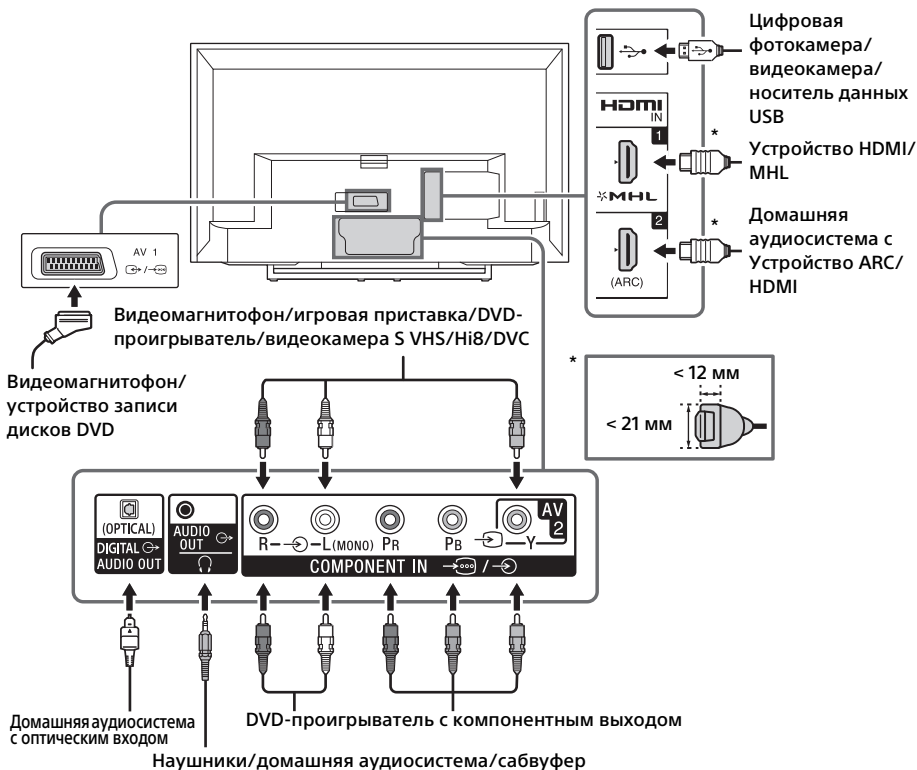 Цифровая
фотокамера/
видеокамера/
носитель данных
USB
HDMI
IN
1
*
Устройство HDMI/
MHL
MHL
2
*
Домашняя
аудиосистема с
Устройство ARC/
HDMI
(ARC)
AV 1
/
Видеомагнитофон/
устройство записи
дисков DVD
Видеомагнитофон/игровая приставка/DVD-
проигрыватель/видеокамера S VHS/Hi8/DVC
*
< 12 мм
< 21 мм
(OPTICAL)
DIGITAL
AUDIO OUT
AUDIO
OUT
R L(MONO) PR PB Y
AV
2
COMPONENT IN /
Домашняя аудиосистема
с оптическим входом
DVD-проигрыватель с компонентным выходом
Наушники/домашняя аудиосистема/сабвуфер